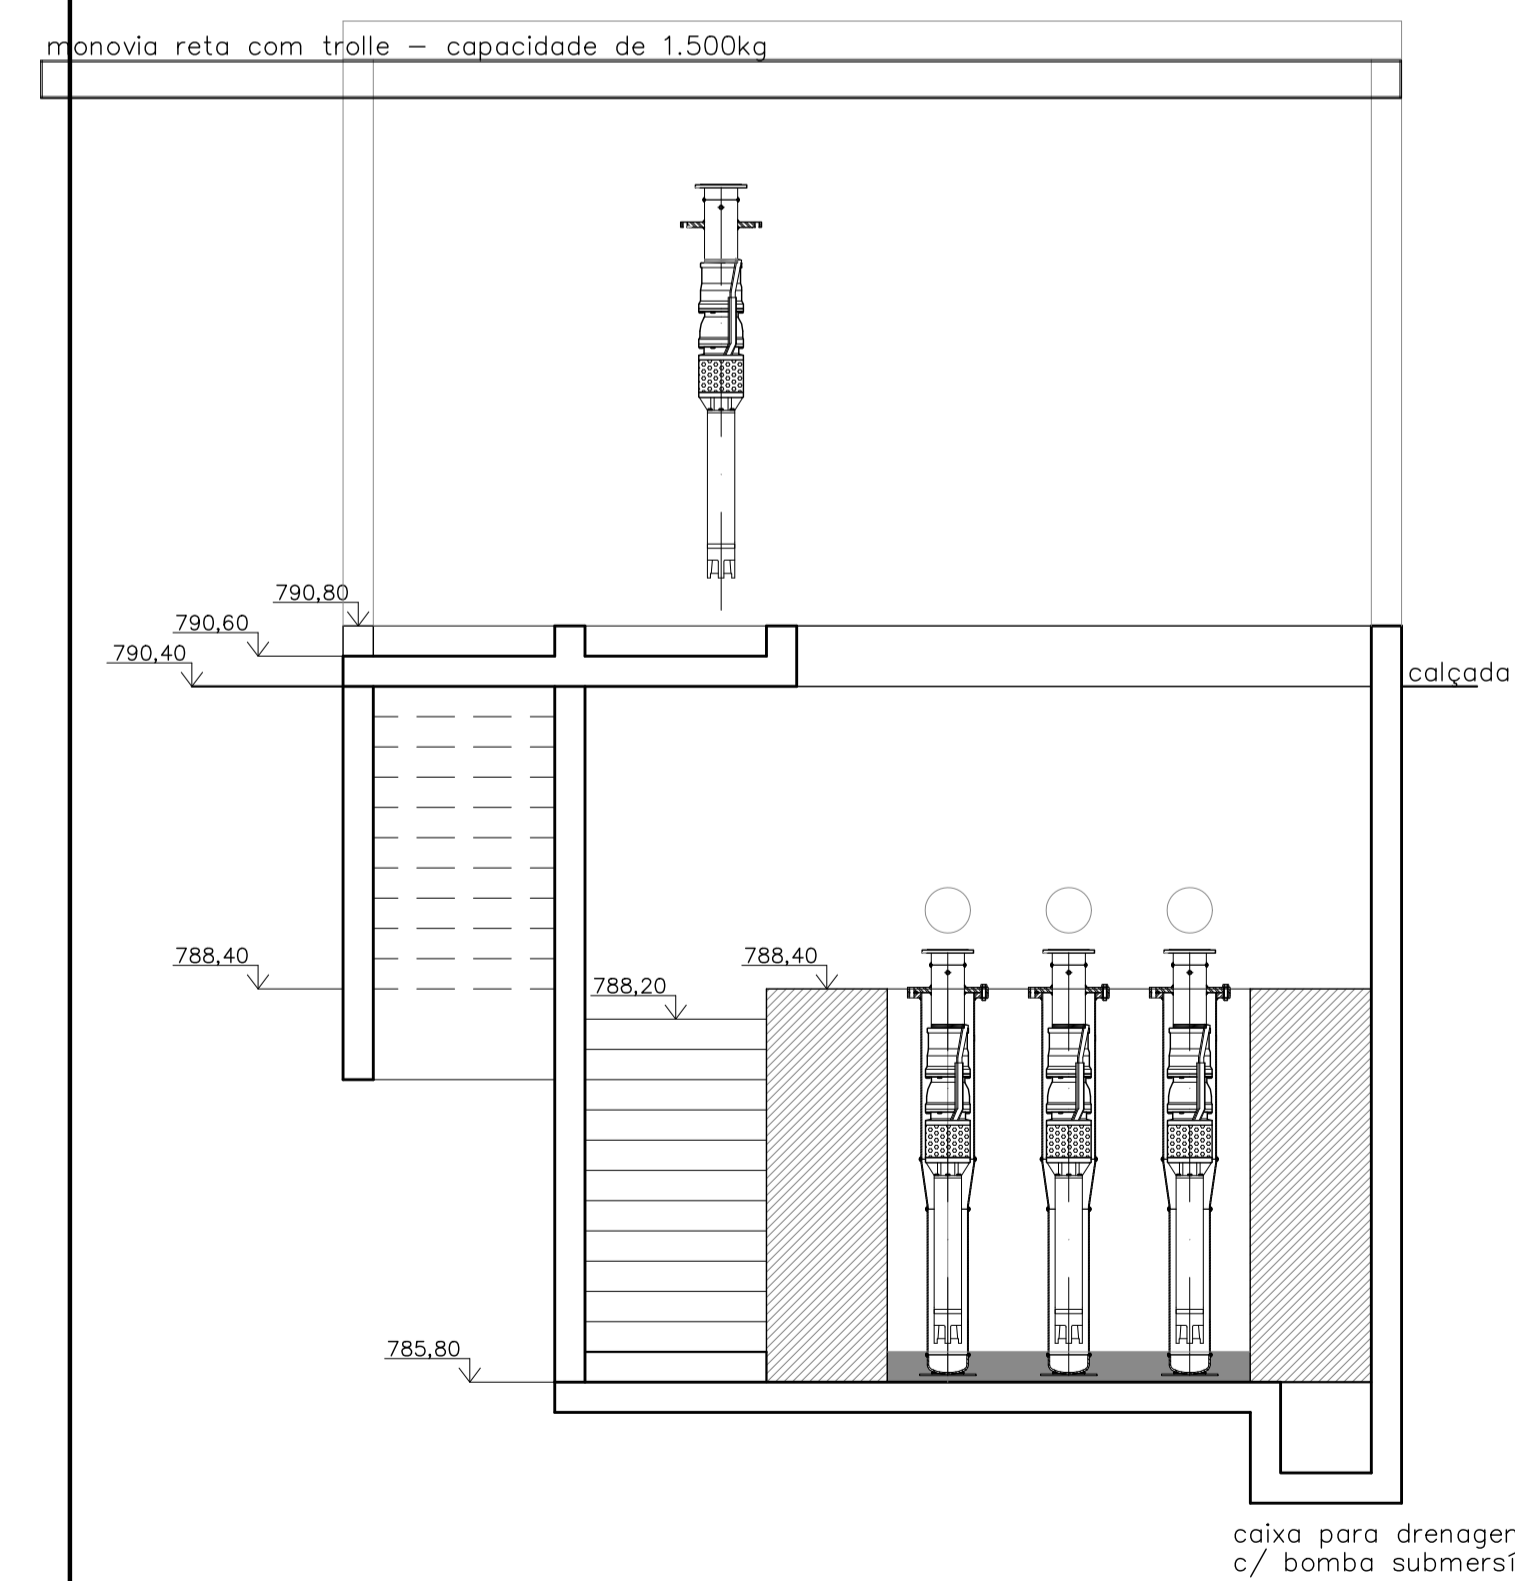 monovia reta com trolle – capacidade de 1.500kg
790,80
790,60
790,40
calçada
788,40
788,40
788,20
785,80
caixa para drenagem
c/ bomba submersí